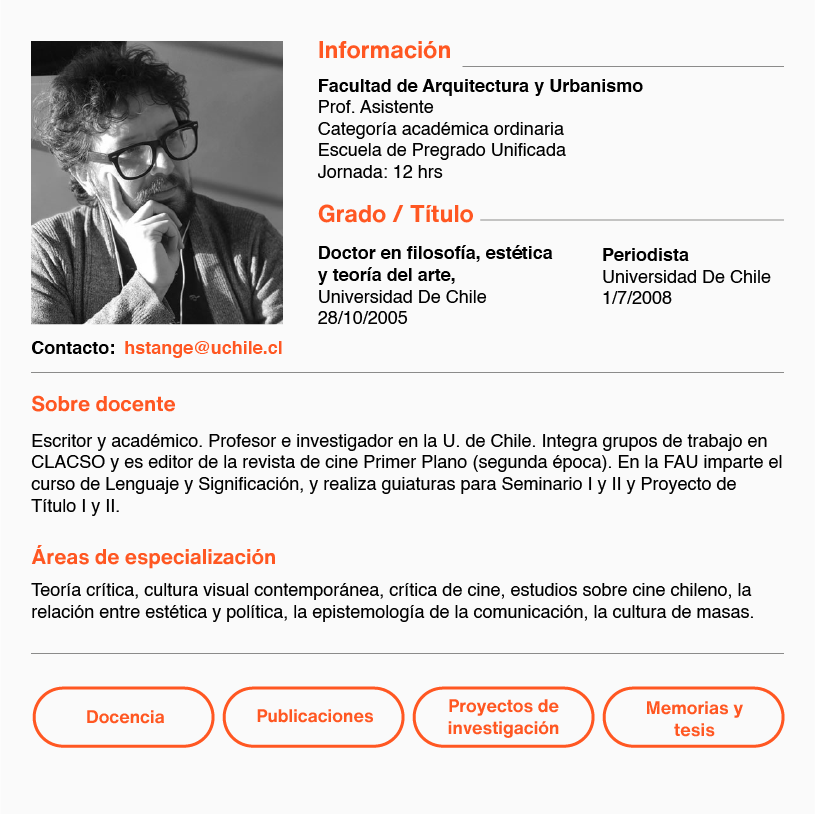 Información
Facultad de Arquitectura y Urbanismo
Prof. Asistente
Categoría académica ordinaria
Escuela de Pregrado Unificada
Jornada: 12 hrs
Grado / Título
Doctor en filosofía, estética
y teoría del arte,
Universidad De Chile
28/10/2005
Periodista
Universidad De Chile
1/7/2008
Contacto: hstange@uchile.cl
Sobre docente
Escritor y académico. Profesor e investigador en la U. de Chile. Integra grupos de trabajo en
CLACSO y es editor de la revista de cine Primer Plano (segunda época). En la FAU imparte el
curso de Lenguaje y Significación, y realiza guiaturas para Seminario I y II y Proyecto de
Título I y II.
Áreas de especialización
Teoría crítica, cultura visual contemporánea, crítica de cine, estudios sobre cine chileno, la
relación entre estética y política, la epistemología de la comunicación, la cultura de masas.
Docencia
Publicaciones
Proyectos de
investigación
Memorias y
tesis